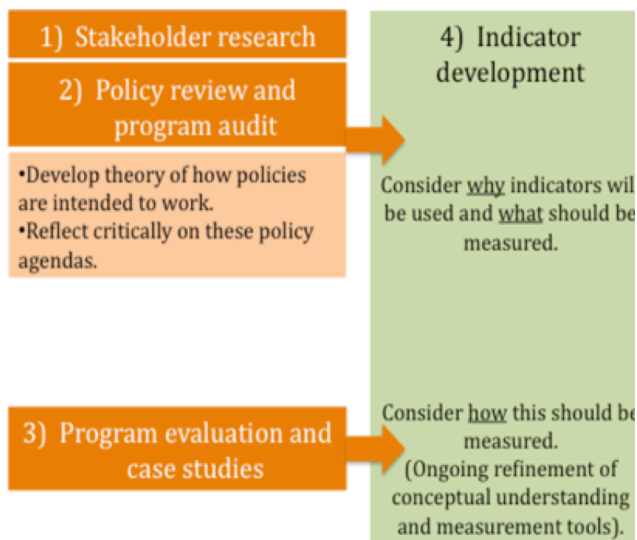 1) Stakeholder research
2) Policy review and
program audit
•Develop theory of how policies
are intended to work.
•Reflect critically on these policy
agendas.
3) Program evaluation and
case studies
4) Indicator
development
Consider why indicators wil
be used and what should be
measured.
Consider how this should be
measured.
(Ongoing refinement of
conceptual understanding
and measurement tools).